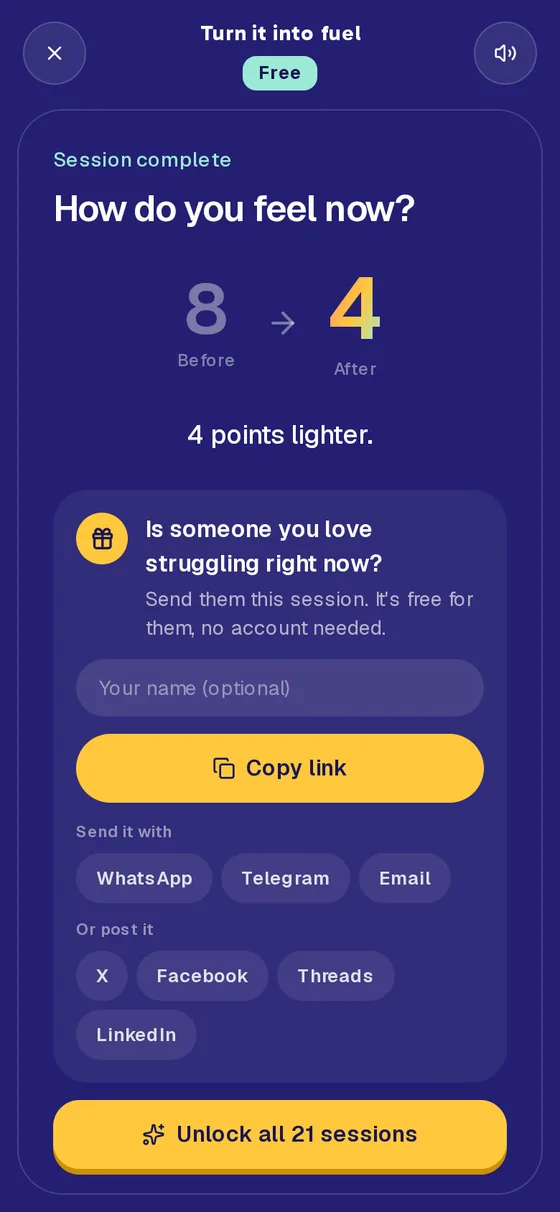 Turn it into fuel
Free
Session complete
How do you feel now?
8 → 4
Before After
4 points lighter.
Is someone you love
struggling right now?
Send them this session. It's free for
them, no account needed.
Your name (optional)
Copy link
Send it with
WhatsApp Telegram Email
Or post it
X Facebook Threads
LinkedIn
Unlock all 21 sessions